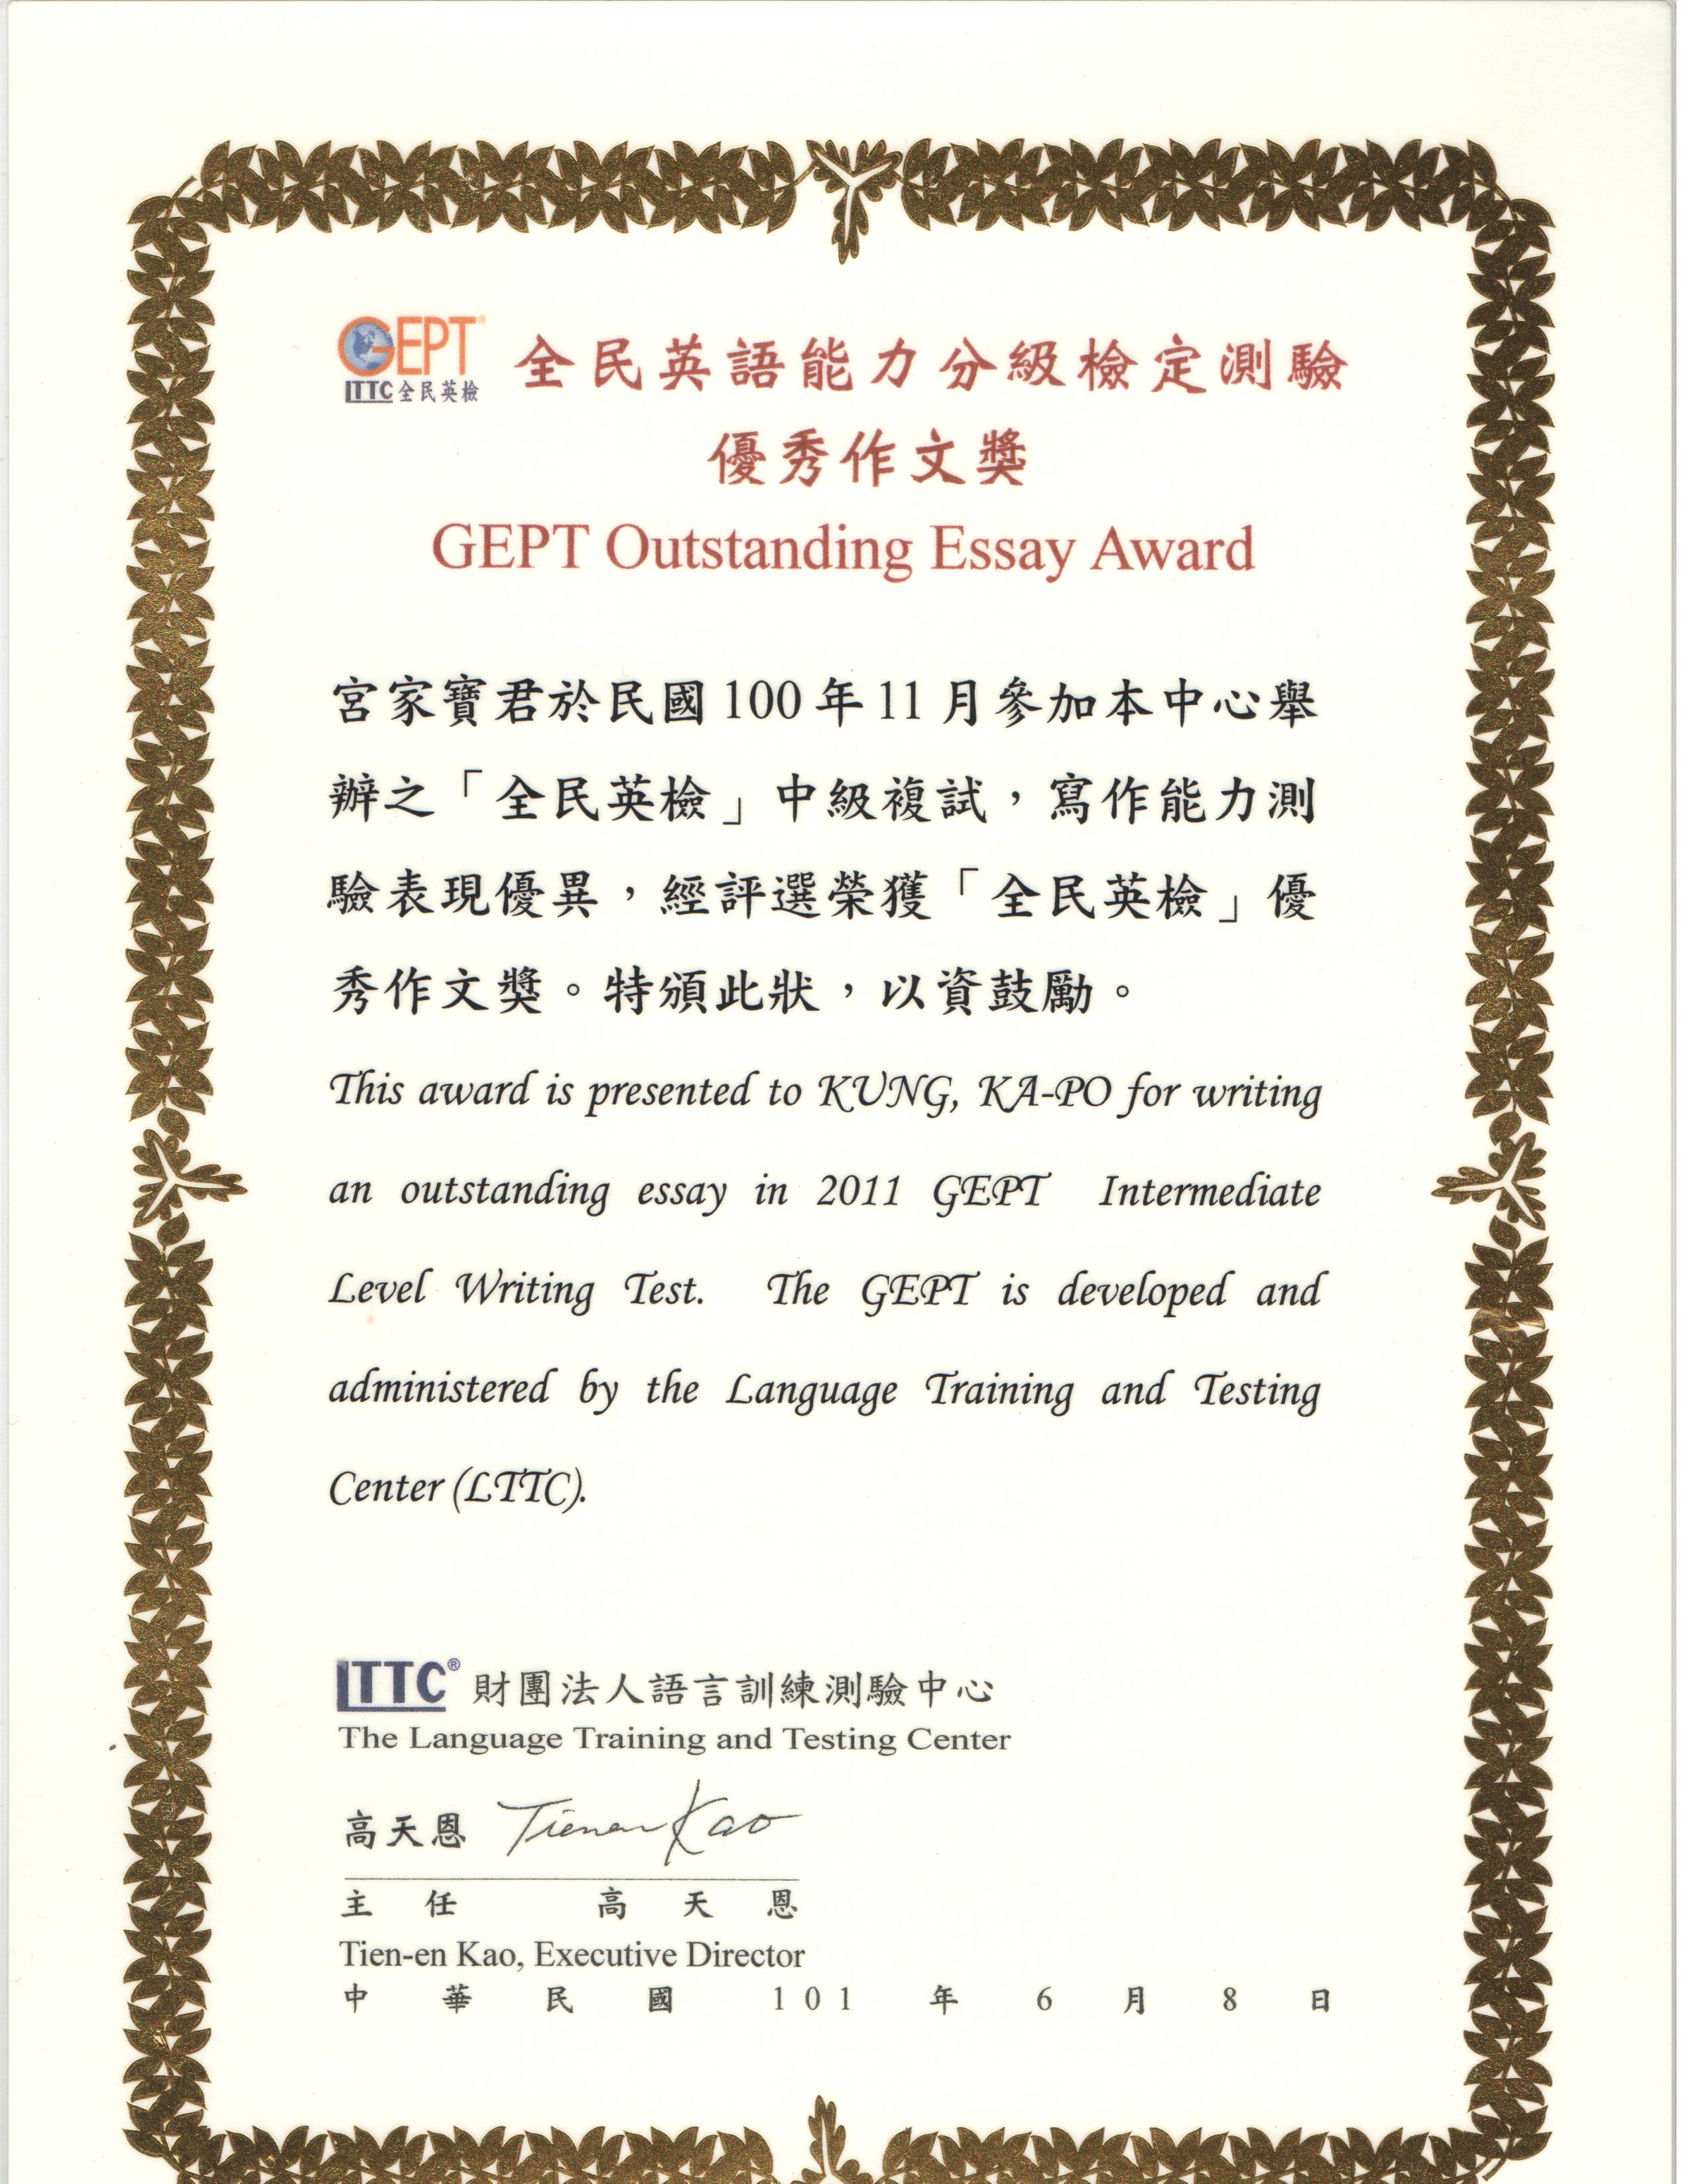 GEPT®
LTTC 全民英檢
全民英語能力分級檢定測驗
優秀作文獎
GEPT Outstanding Essay Award
宮家寶君於民國100年11月參加本中心舉
辦之「全民英檢」中級複試，寫作能力測
驗表現優異，經評選榮獲「全民英檢」優
秀作文獎。特頒此狀，以資鼓勵。
This award is presented to KUNG, KA-PO for writing
an outstanding essay in 2011 GEPT Intermediate
Level Writing Test. The GEPT is developed and
administered by the Language Training and Testing
Center (LTTC).
LTTC® 財團法人語言訓練測驗中心
The Language Training and Testing Center
高天恩 Tienen Kao
主任 高天恩
Tien-en Kao, Executive Director
中華民國101年6月8日